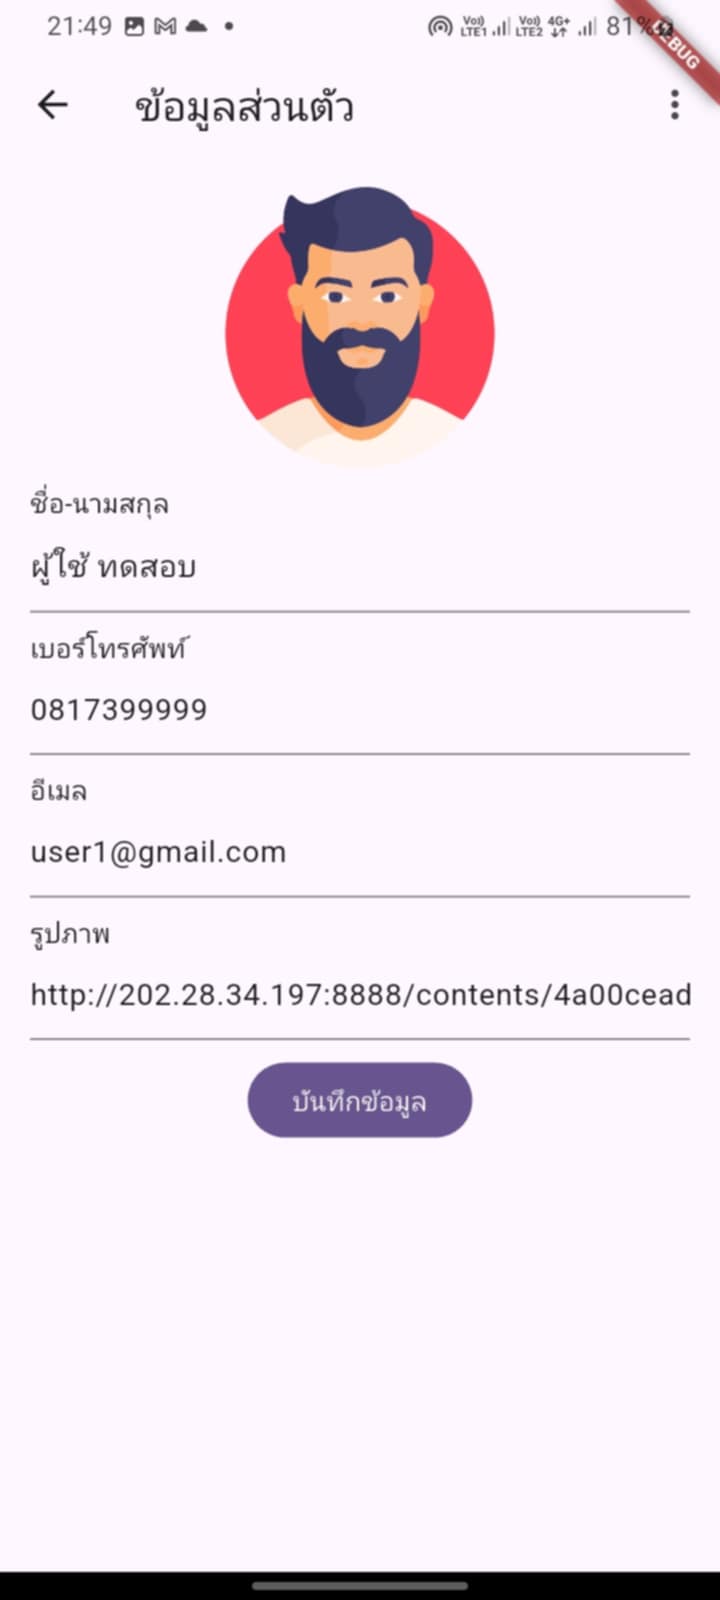 21:49 Vo) LTE1 Vo) LTE2 4G+ 81%
DEBUG
ข้อมูลส่วนตัว
ชื่อ-นามสกุล
ผู้ใช้ ทดสอบ
เบอร์โทรศัพท์
0817399999
อีเมล
user1@gmail.com
รูปภาพ
http://202.28.34.197:8888/contents/4a00cead
บันทึกข้อมูล